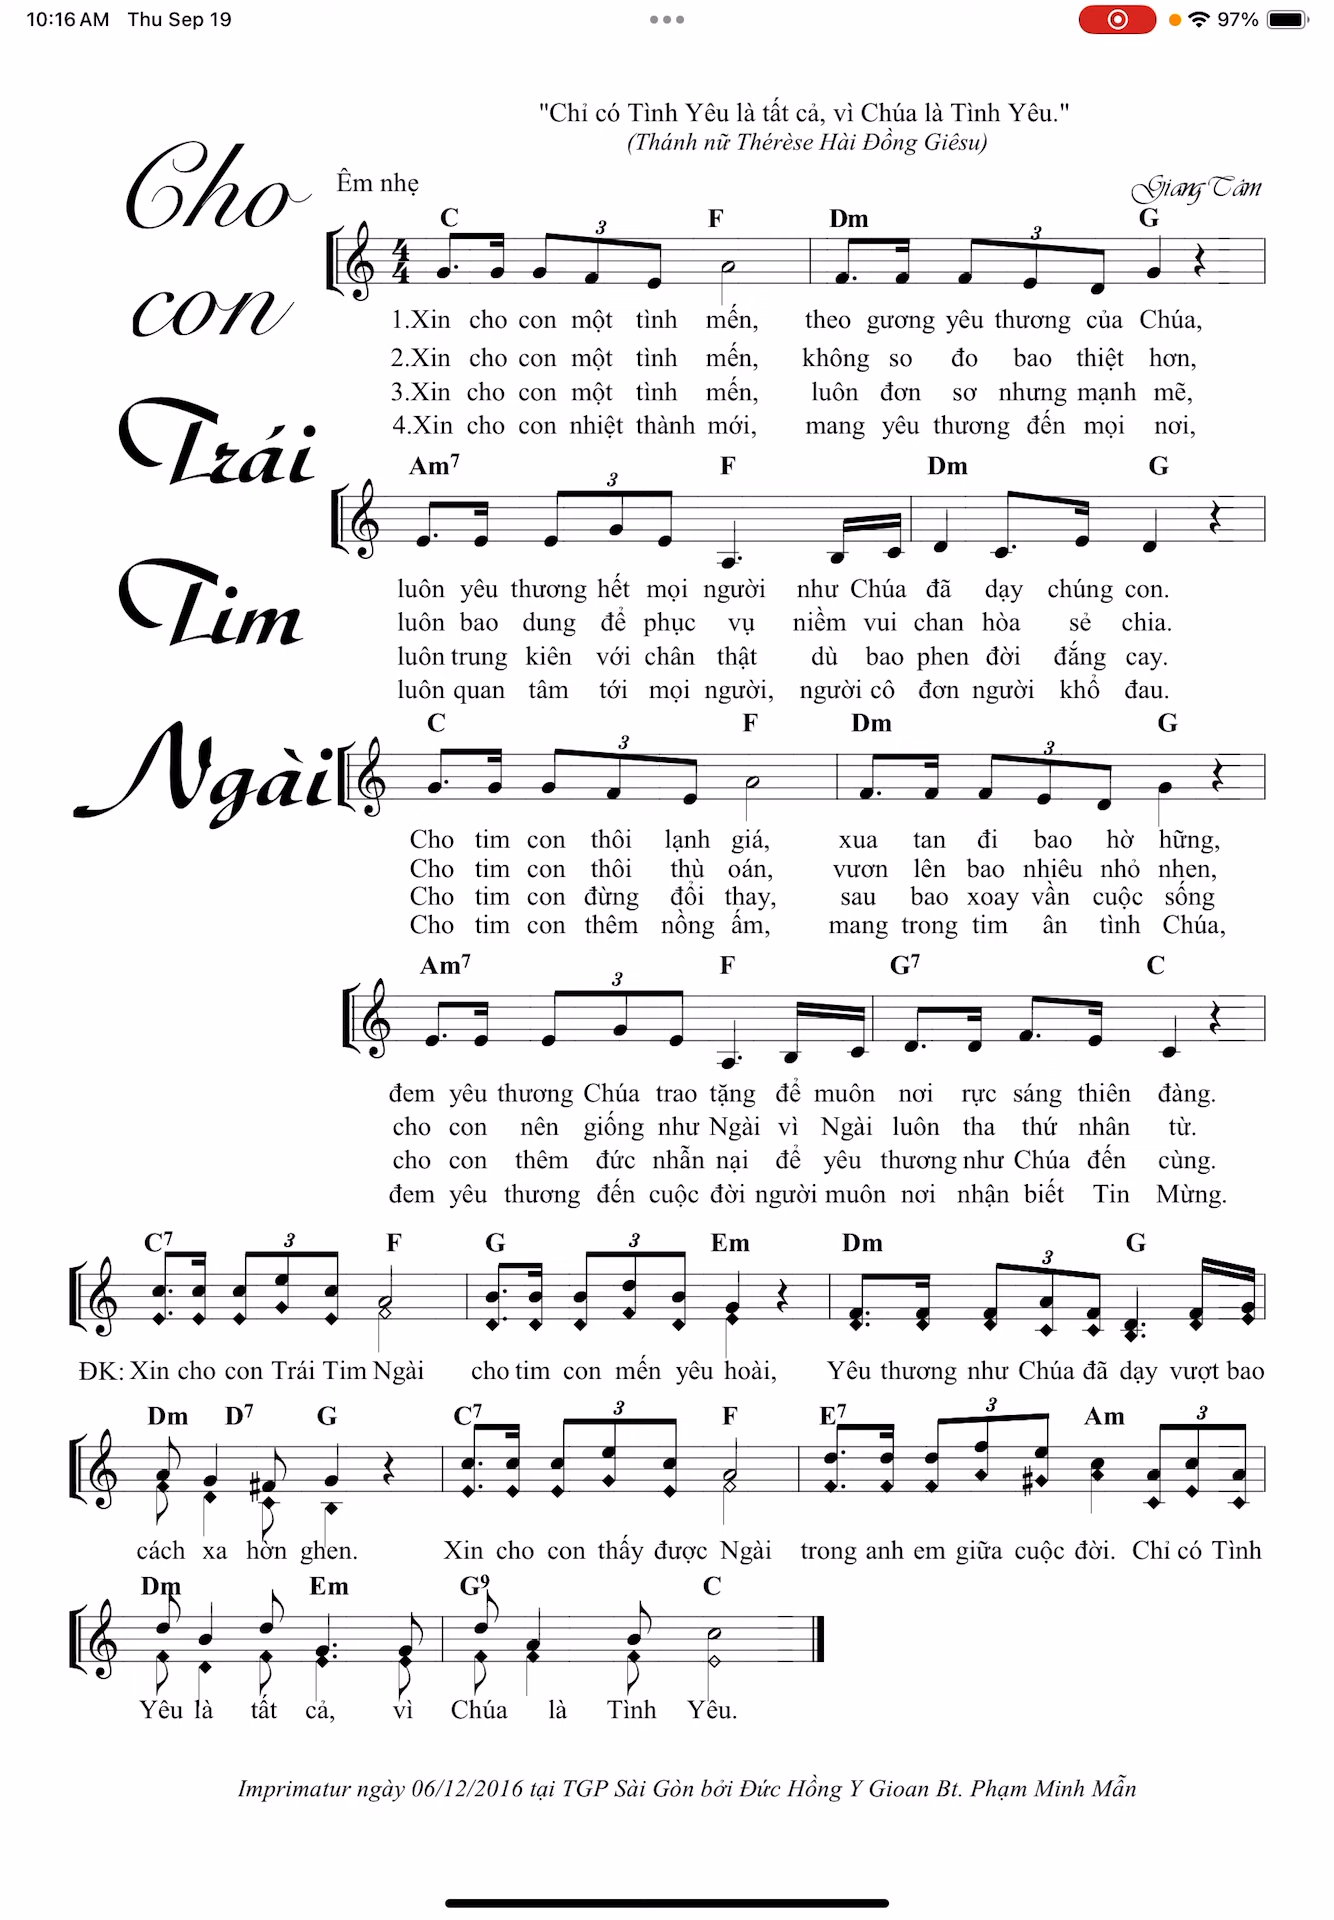 10:16 AM Thu Sep 19
97%
"Chỉ có Tình Yêu là tất cả, vì Chúa là Tình Yêu."
(Thánh nữ Thérèse Hài Đồng Giêsu)
Cho
con
Trái
Tim
Ngài
Êm nhẹ
Giang Tâm
C F Dm G
3 3
4
4
1.Xin cho con một tình mến, theo gương yêu thương của Chúa,
2.Xin cho con một tình mến, không so đo bao thiệt hơn,
3.Xin cho con một tình mến, luôn đơn sơ nhưng mạnh mẽ,
4.Xin cho con nhiệt thành mới, mang yêu thương đến mọi nơi,
Am7 F Dm G
3
luôn yêu thương hết mọi người như Chúa đã dạy chúng con.
luôn bao dung để phục vụ niềm vui chan hòa sẻ chia.
luôn trung kiên với chân thật dù bao phen đời đắng cay.
luôn quan tâm tới mọi người, người cô đơn người khổ đau.
C F Dm G
3 3
Cho tim con thôi lạnh giá, xua tan đi bao hờ hững,
Cho tim con thôi thù oán, vươn lên bao nhiêu nhỏ nhen,
Cho tim con đừng đổi thay, sau bao xoay vần cuộc sống
Cho tim con thêm nồng ấm, mang trong tim ân tình Chúa,
Am7 F G7 C
3
đem yêu thương Chúa trao tặng để muôn nơi rực sáng thiên đàng.
cho con nên giống như Ngài vì Ngài luôn tha thứ nhân từ.
cho con thêm đức nhẫn nại để yêu thương như Chúa đến cùng.
đem yêu thương đến cuộc đời người muôn nơi nhận biết Tin Mừng.
C7 F G Em Dm G
3 3 3
ĐK: Xin cho con Trái Tim Ngài cho tim con mến yêu hoài, Yêu thương như Chúa đã dạy vượt bao
Dm D7 G C7 F E7 Am
3 3 3
cách xa hờn ghen. Xin cho con thấy được Ngài trong anh em giữa cuộc đời. Chỉ có Tình
Dm Em G9 C
Yêu là tất cả, vì Chúa là Tình Yêu.
Imprimatur ngày 06/12/2016 tại TGP Sài Gòn bởi Đức Hồng Y Gioan Bt. Phạm Minh Mẫn